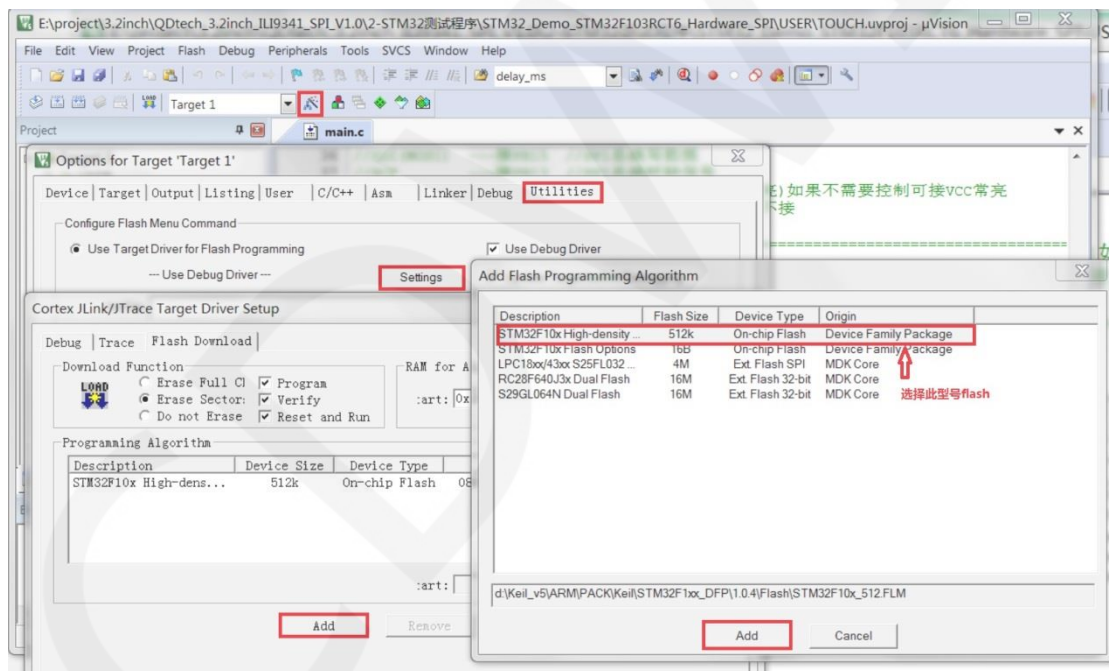 E:\project\3.2inch\QDtech_3.2inch_ILI9341_SPI_V1.0\2-STM32测试程序\STM32_Demo_STM32F103RCT6_Hardware_SPI\USER\TOUCH.uvproj - µVision
File Edit View Project Flash Debug Peripherals Tools SVCS Window Help
delay_ms
LOAD Target 1
Project main.c
Options for Target 'Target 1'
Device Target Output Listing User C/C++ Asm Linker Debug Utilities
如果不需要控制可接VCC常亮
不接
Configure Flash Menu Command
Use Target Driver for Flash Programming Use Debug Driver
--- Use Debug Driver --- Settings
Add Flash Programming Algorithm
Description Flash Size Device Type Origin
STM32F10x High-density ... 512k On-chip Flash Device Family Package
STM32F10x Flash Options 16B On-chip Flash Device Family Package
LPC18xx/43xx S25FL032 ... 4M Ext. Flash SPI MDK Core
RC28F640J3x Dual Flash 16M Ext. Flash 32-bit MDK Core
S29GL064N Dual Flash 16M Ext. Flash 32-bit MDK Core
选择此型号flash
d:\Keil_v5\ARM\PACK\Keil\STM32F1xx_DFP\1.0.4\Flash\STM32F10x_512.FLM
Add Cancel
Cortex JLink/JTrace Target Driver Setup
Debug Trace Flash Download
Download Function RAM for A
LOAD Erase Full Cl Program
Erase Sector: Verify :art: 0x
Do not Erase Reset and Run
Programming Algorithm
Description Device Size Device Type
STM32F10x High-dens... 512k On-chip Flash 08
:art:
Add Remove